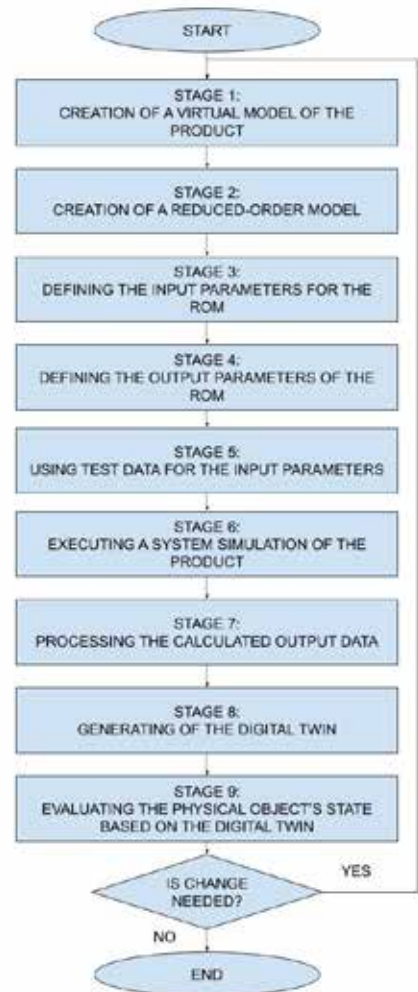 START
STAGE 1:
CREATION OF A VIRTUAL MODEL OF THE
PRODUCT
STAGE 2:
CREATION OF A REDUCED-ORDER MODEL
STAGE 3:
DEFINING THE INPUT PARAMETERS FOR THE
ROM
STAGE 4:
DEFINING THE OUTPUT PARAMETERS OF THE
ROM
STAGE 5:
USING TEST DATA FOR THE INPUT PARAMETERS
STAGE 6:
EXECUTING A SYSTEM SIMULATION OF THE
PRODUCT
STAGE 7:
PROCESSING THE CALCULATED OUTPUT DATA
STAGE 8:
GENERATING OF THE DIGITAL TWIN
STAGE 9:
EVALUATING THE PHYSICAL OBJECT'S STATE
BASED ON THE DIGITAL TWIN
IS CHANGE
NEEDED?
YES
NO
END